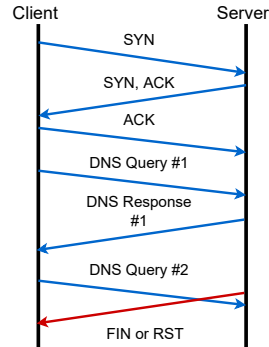 Client Server
SYN
SYN, ACK
ACK
DNS Query #1
DNS Response
#1
DNS Query #2
FIN or RST